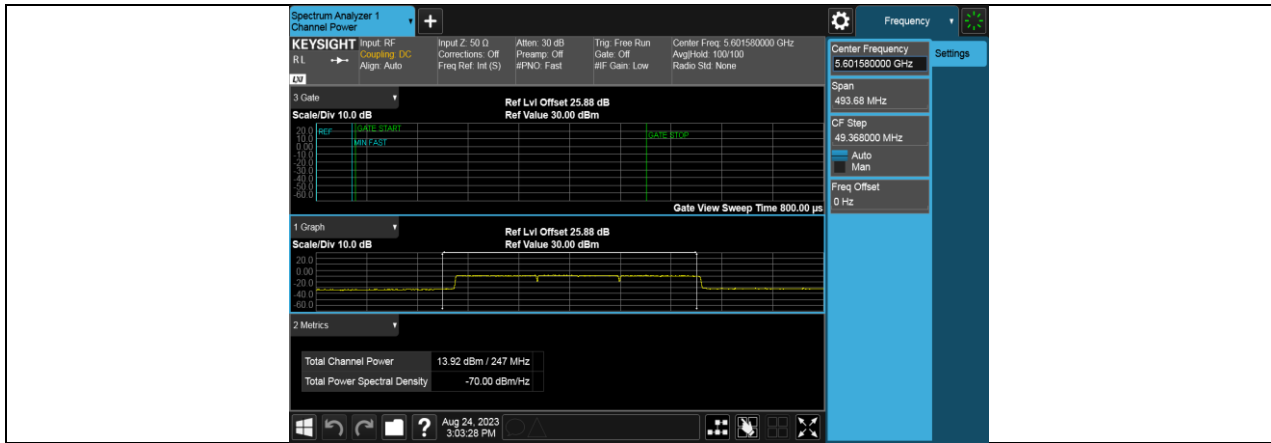 Spectrum Analyzer 1
Channel Power
+
Frequency
KEYSIGHT
RL
LXI
Input: RF
Coupling: DC
Align: Auto
Input Z: 50 Ω
Corrections: Off
Freq Ref: Int (S)
Atten: 30 dB
Preamp: Off
#PNO: Fast
Trig: Free Run
Gate: Off
#IF Gain: Low
Center Freq: 5.601580000 GHz
Avg|Hold: 100/100
Radio Std: None
3 Gate
Scale/Div 10.0 dB
Ref Lvl Offset 25.88 dB
Ref Value 30.00 dBm
20.0
10.0
0.00
-10.0
-20.0
-30.0
-40.0
-50.0
-60.0
REF
GATE START
MIN FAST
GATE STOP
Gate View Sweep Time 800.00 µs
1 Graph
Scale/Div 10.0 dB
Ref Lvl Offset 25.88 dB
Ref Value 30.00 dBm
20.0
0.00
-20.0
-40.0
-60.0
2 Metrics
Total Channel Power 13.92 dBm / 247 MHz
Total Power Spectral Density -70.00 dBm/Hz
?
Aug 24, 2023
3:03:28 PM
Center Frequency
5.601580000 GHz
Settings
Span
493.68 MHz
CF Step
49.368000 MHz
Auto
Man
Freq Offset
0 Hz